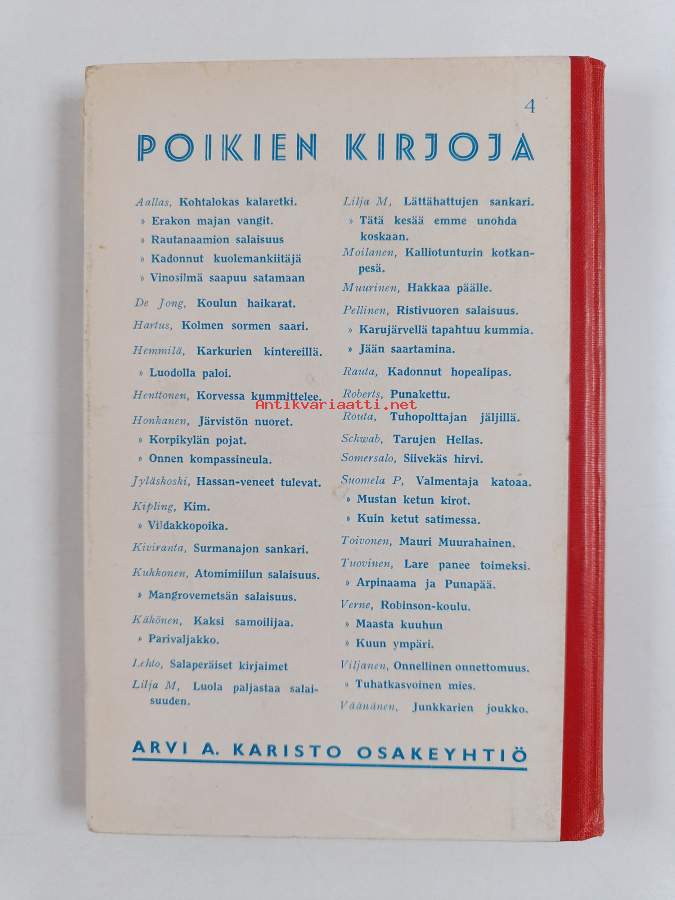 4
POIKIEN KIRJOJA
Aallas, Kohtalokas kalaretki.
» Erakon majan vangit.
» Rautanaamion salaisuus
» Kadonnut kuolemankiitäjä
» Vinosilmä saapuu satamaan
De Jong, Koulun haikarat.
Hartus, Kolmen sormen saari.
Hemmilä, Karkurien kintereillä.
» Luodolla paloi.
Henttonen, Korvessa kummittelee.
Honkanen, Järvistön nuoret.
» Korpikylän pojat.
» Onnen kompassineula.
Jyläskoski, Hassan-veneet tulevat.
Kipling, Kim.
» Viidakkopoika.
Kiviranta, Surmanajon sankari.
Kukkonen, Atomimiilun salaisuus.
» Mangrovemetsän salaisuus.
Käkönen, Kaksi samoilijaa.
» Parivaljakko.
Lehto, Salaperäiset kirjaimet
Lilja M, Luola paljastaa salai-
suuden.
Lilja M, Lättähattujen sankari.
» Tätä kesää emme unohda
koskaan.
Moilanen, Kalliotunturin kotkan-
pesä.
Muurinen, Hakkaa päälle.
Pellinen, Ristivuoren salaisuus.
» Karujärvellä tapahtuu kummia.
» Jään saartamina.
Rauta, Kadonnut hopealipas.
Roberts, Punakettu.
Routa, Tuhopolttajan jäljillä.
Schwab, Tarujen Hellas.
Somersalo, Siivekäs hirvi.
Suomela P, Valmentaja katoaa.
» Mustan ketun kirot.
» Kuin ketut satimessa.
Toivonen, Mauri Muurahainen.
Tuovinen, Lare panee toimeksi.
» Arpinaama ja Punapää.
Verne, Robinson-koulu.
» Maasta kuuhun
» Kuun ympäri.
Viljanen, Onnellinen onnettomuus.
» Tuhatkasvoinen mies.
Väänänen, Junkkarien joukko.
ARVI A. KARISTO OSAKEYHTIÖ
Antikvariaatti.net